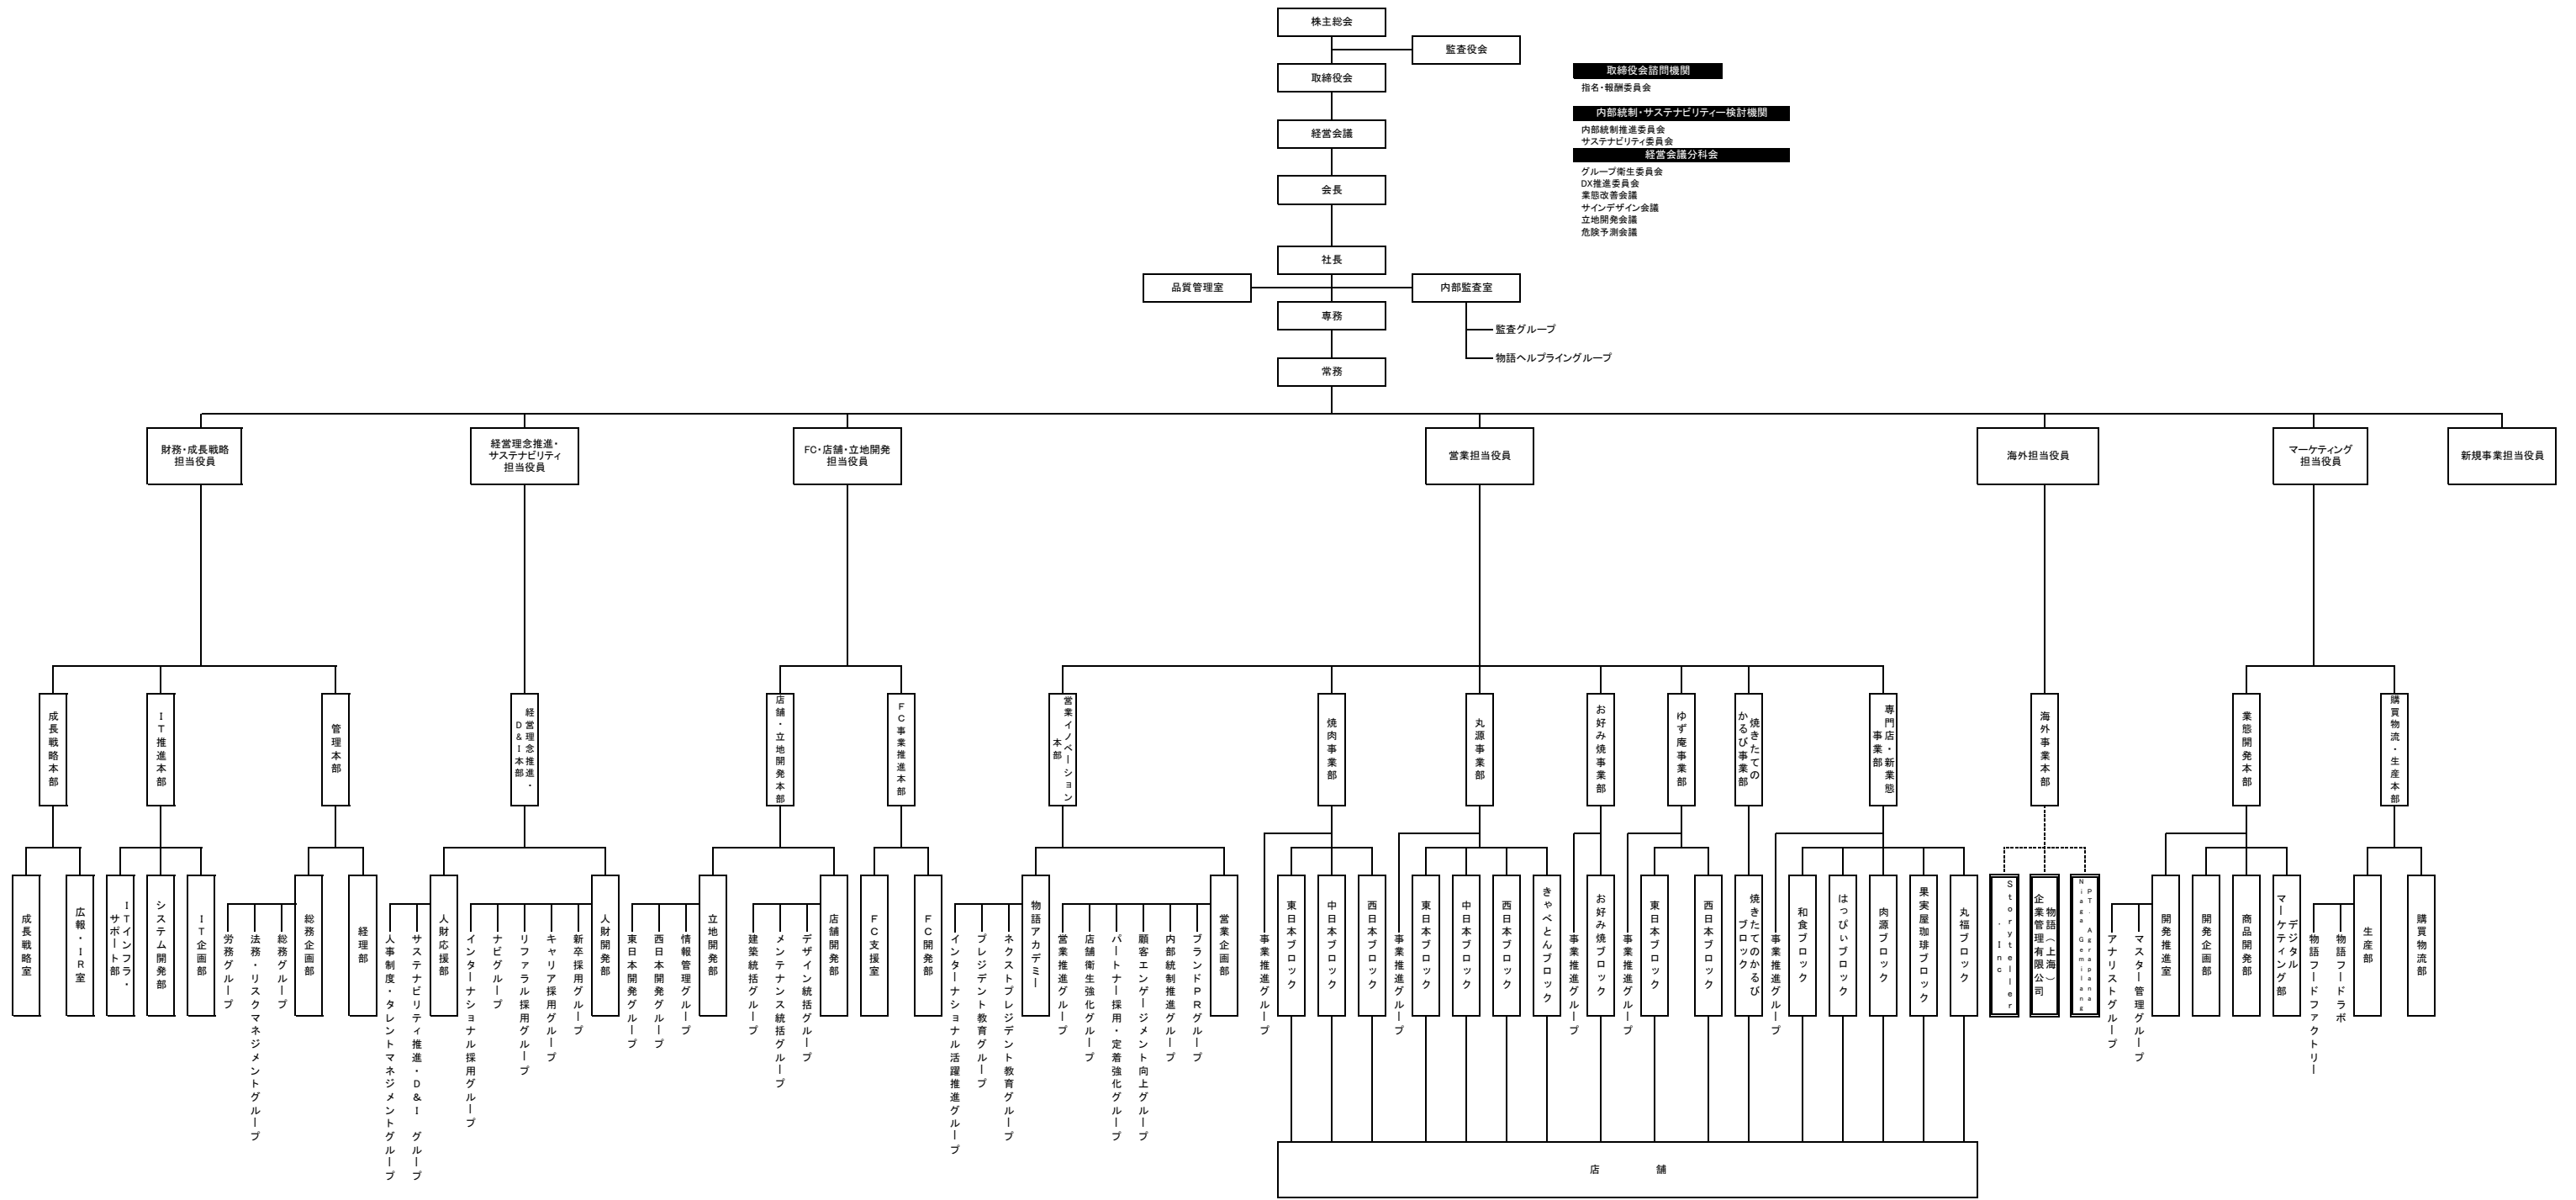 株主総会
監査役会
取締役会
取締役会諮問機関
指名・報酬委員会
内部統制・サステナビリティー検討機関
経営会議
内部統制推進委員会
サステナビリティ委員会
経営会議分科会
グループ衛生委員会
DX推進委員会
業態改善会議
サインデザイン会議
立地開発会議
危険予測会議
会長
社長
品質管理室
内部監査室
専務
監査グループ
物語ヘルプライングループ
常務
財務・成長戦略
担当役員
経営理念推進・
サステナビリティ
担当役員
FC・店舗・立地開発
担当役員
営業担当役員
海外担当役員
マーケティング
担当役員
新規事業担当役員
成長戦略本部
IT推進本部
管理本部
経営理念推進・
D&I本部
店舗・立地開発本部
FC事業推進本部
営業イノベーション
本部
焼肉事業部
丸源事業部
お好み焼事業部
ゆず庵事業部
焼きたての
かるび事業部
専門店・新業態
事業部
海外事業本部
業態開発本部
購買物流・生産本部
成長戦略室
広報・IR室
ITインフラ・
サポート部
システム開発部
IT企画部
労務グループ
法務・リスクマネジメントグループ
総務グループ
総務企画部
経理部
人事制度・タレントマネジメントグループ
サステナビリティ推進・D&I グループ
人財応援部
インターナショナル採用グループ
ナビグループ
リファラル採用グループ
キャリア採用グループ
新卒採用グループ
人財開発部
東日本開発グループ
西日本開発グループ
情報管理グループ
立地開発部
建築統括グループ
メンテナンス統括グループ
デザイン統括グループ
店舗開発部
FC支援室
FC開発部
インターナショナル活躍推進グループ
プレジデント教育グループ
ネクストプレジデント教育グループ
物語アカデミー
営業推進グループ
店舗衛生強化グループ
パートナー採用・定着強化グループ
顧客エンゲージメント向上グループ
内部統制推進グループ
ブランドPRグループ
営業企画部
事業推進グループ
東日本ブロック
中日本ブロック
西日本ブロック
事業推進グループ
東日本ブロック
中日本ブロック
西日本ブロック
きゃべとんブロック
事業推進グループ
お好み焼ブロック
事業推進グループ
東日本ブロック
西日本ブロック
焼きたてのかるび
ブロック
事業推進グループ
和食ブロック
はっぴぃブロック
肉源ブロック
果実屋珈琲ブロック
丸福ブロック
Storyteller
.Inc
物語（上海）
企業管理有限公司
PT. Agrapana
Niaga Gemilang
アナリストグループ
マスター管理グループ
開発推進室
開発企画部
商品開発部
デジタル
マーケティング部
物語フードファクトリー
物語フードラボ
生産部
購買物流部
店　　舗